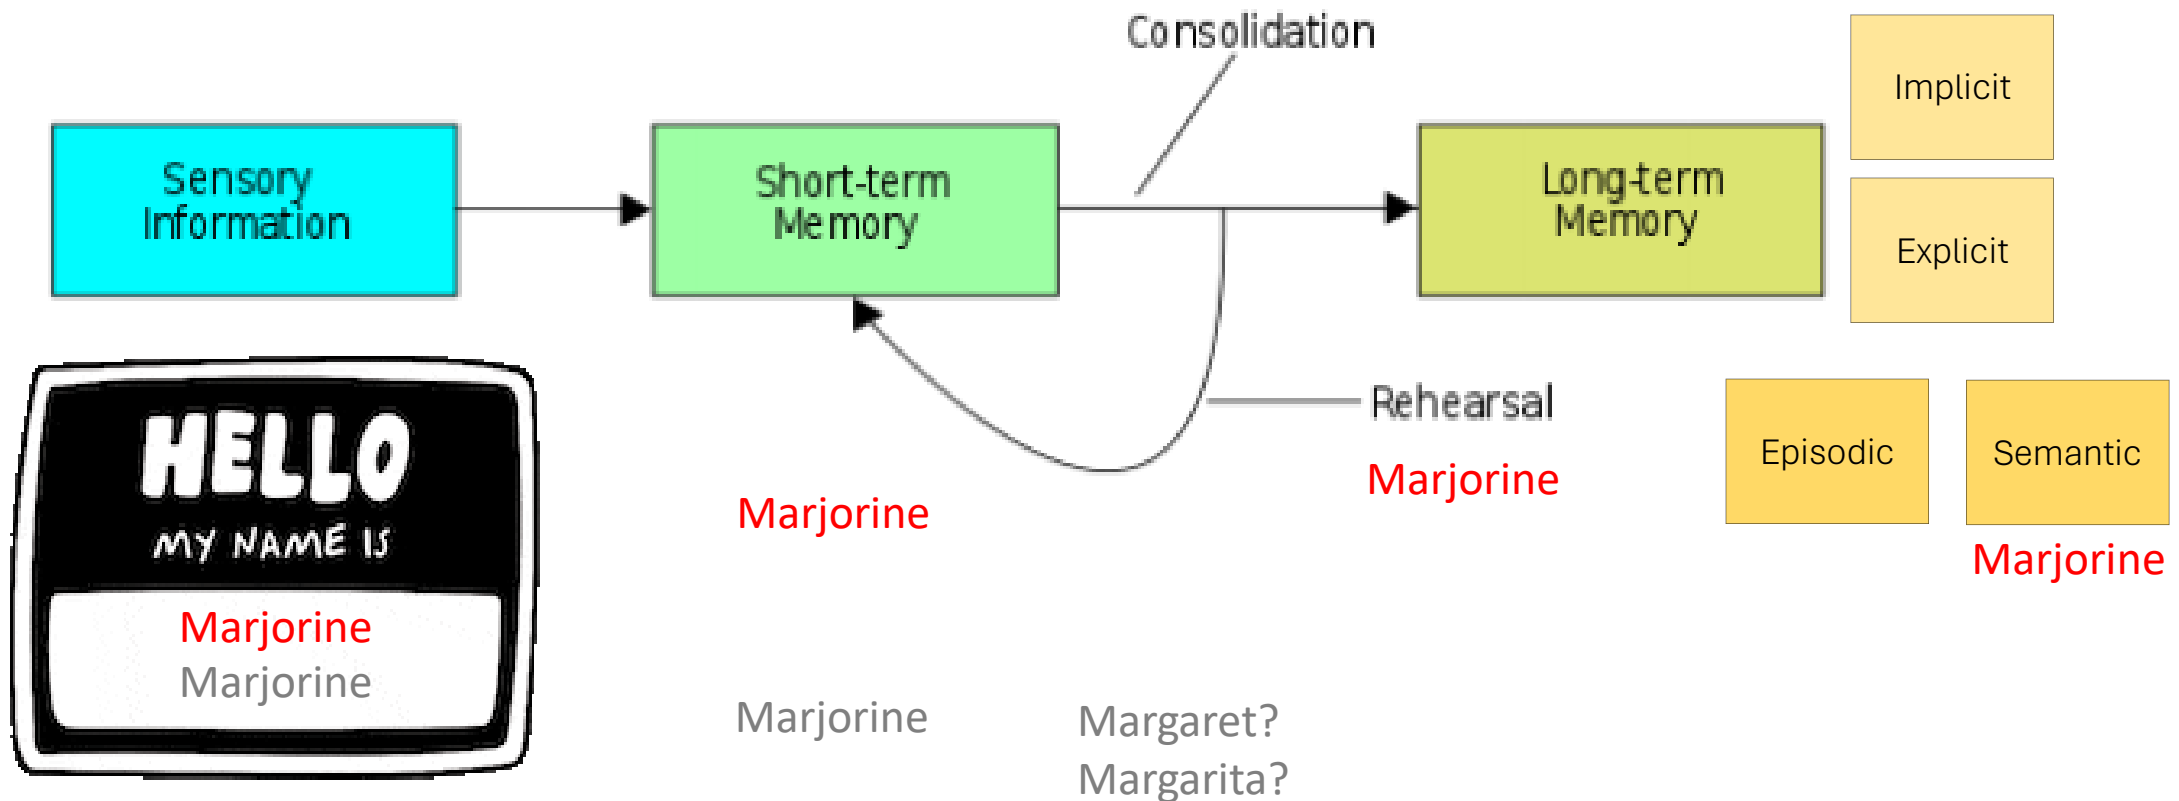 Consolidation
Sensory
Information
Short-term
Memory
Long-term
Memory
Implicit
Explicit
Rehearsal
Marjorine
Marjorine
Episodic
Semantic
Marjorine
HELLO
MY NAME IS
Marjorine
Marjorine
Marjorine
Margaret?
Margarita?